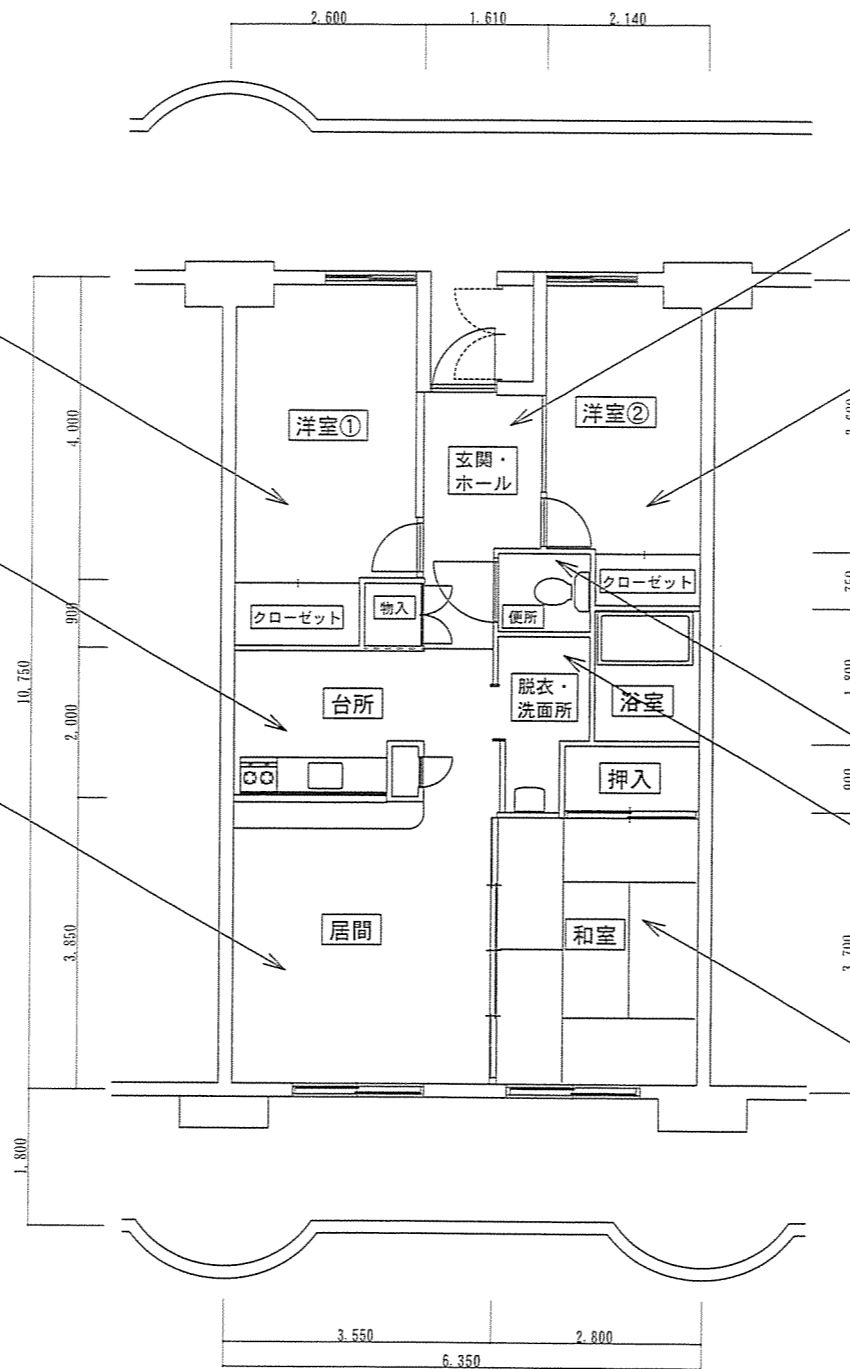 2.600
1.610
2.140
洋室①
洋室②
玄関・
ホール
4,000
クローゼット
物入
便所
クローゼット
900
10,750
台所
脱衣・
洗面所
浴室
2,000
押入
居間
和室
3,850
3,700
1,800
3.550
2.800
6.350